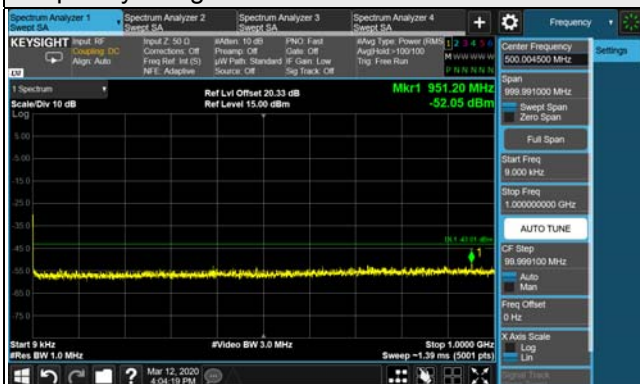 Spectrum Analyzer 1
Swept SA
Spectrum Analyzer 2
Swept SA
Spectrum Analyzer 3
Swept SA
Spectrum Analyzer 4
Swept SA
+
Frequency
KEYSIGHT
Input: RF
Coupling: DC
Align: Auto
Input Z: 50 Ω
Corrections: Off
Freq Ref: Int (S)
NFE: Adaptive
#Atten: 10 dB
Preamp: Off
µW Path: Standard
Source: Off
PNO: Fast
Gate: Off
IF Gain: Low
Sig Track: Off
#Avg Type: Power (RMS)
Avg|Hold:>100/100
Trig: Free Run
1 2 3 4 5 6
M W W W W W
P N N N N N
1 Spectrum
Scale/Div 10 dB
Log
Ref Lvl Offset 20.33 dB
Ref Level 15.00 dBm
Mkr1 951.20 MHz
-52.05 dBm
5.00
-5.00
-15.0
-25.0
-35.0
-45.0
-55.0
-65.0
-75.0
1
Start 9 kHz
#Res BW 1.0 MHz
#Video BW 3.0 MHz
Stop 1.0000 GHz
Sweep ~1.39 ms (5001 pts)
Mar 12, 2020
4:04:19 PM
Center Frequency
500.004500 MHz
Settings
Span
999.991000 MHz
Swept Span
Zero Span
Full Span
Start Freq
9.000 kHz
Stop Freq
1.000000000 GHz
AUTO TUNE
CF Step
99.999100 MHz
Auto
Man
Freq Offset
0 Hz
X Axis Scale
Log
Lin
Signal Track